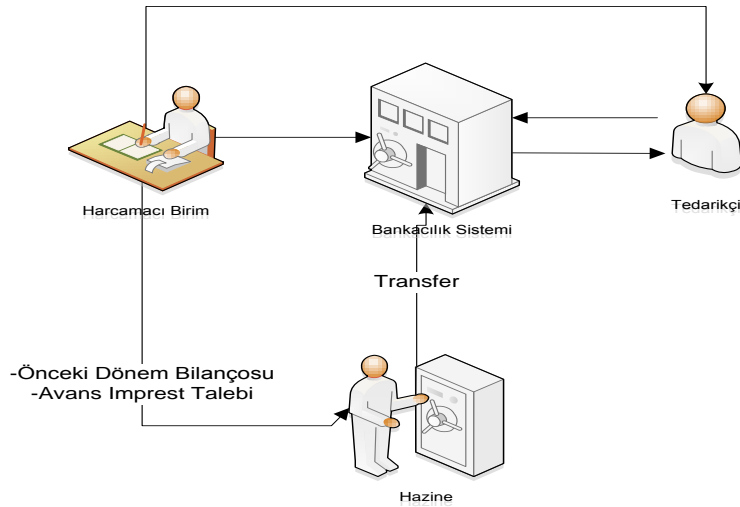 Harcamacı Birim
Bankacılık Sistemi
Tedarikçi
Transfer
-Önceki Dönem Bilançosu
-Avans Imprest Talebi
Hazine